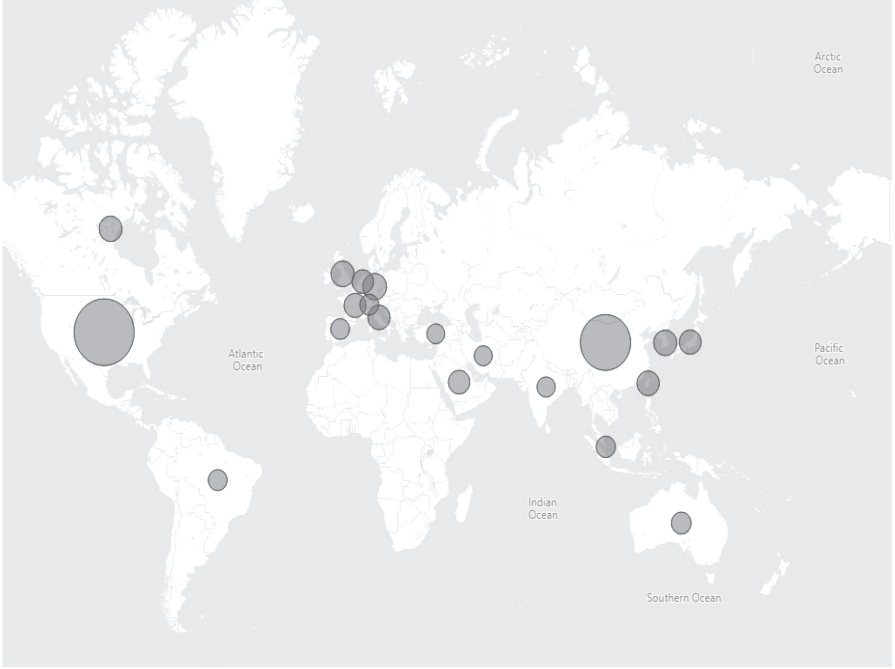 Arctic
Ocean
Atlantic
Ocean
Pacific
Ocean
Indian
Ocean
Southern Ocean